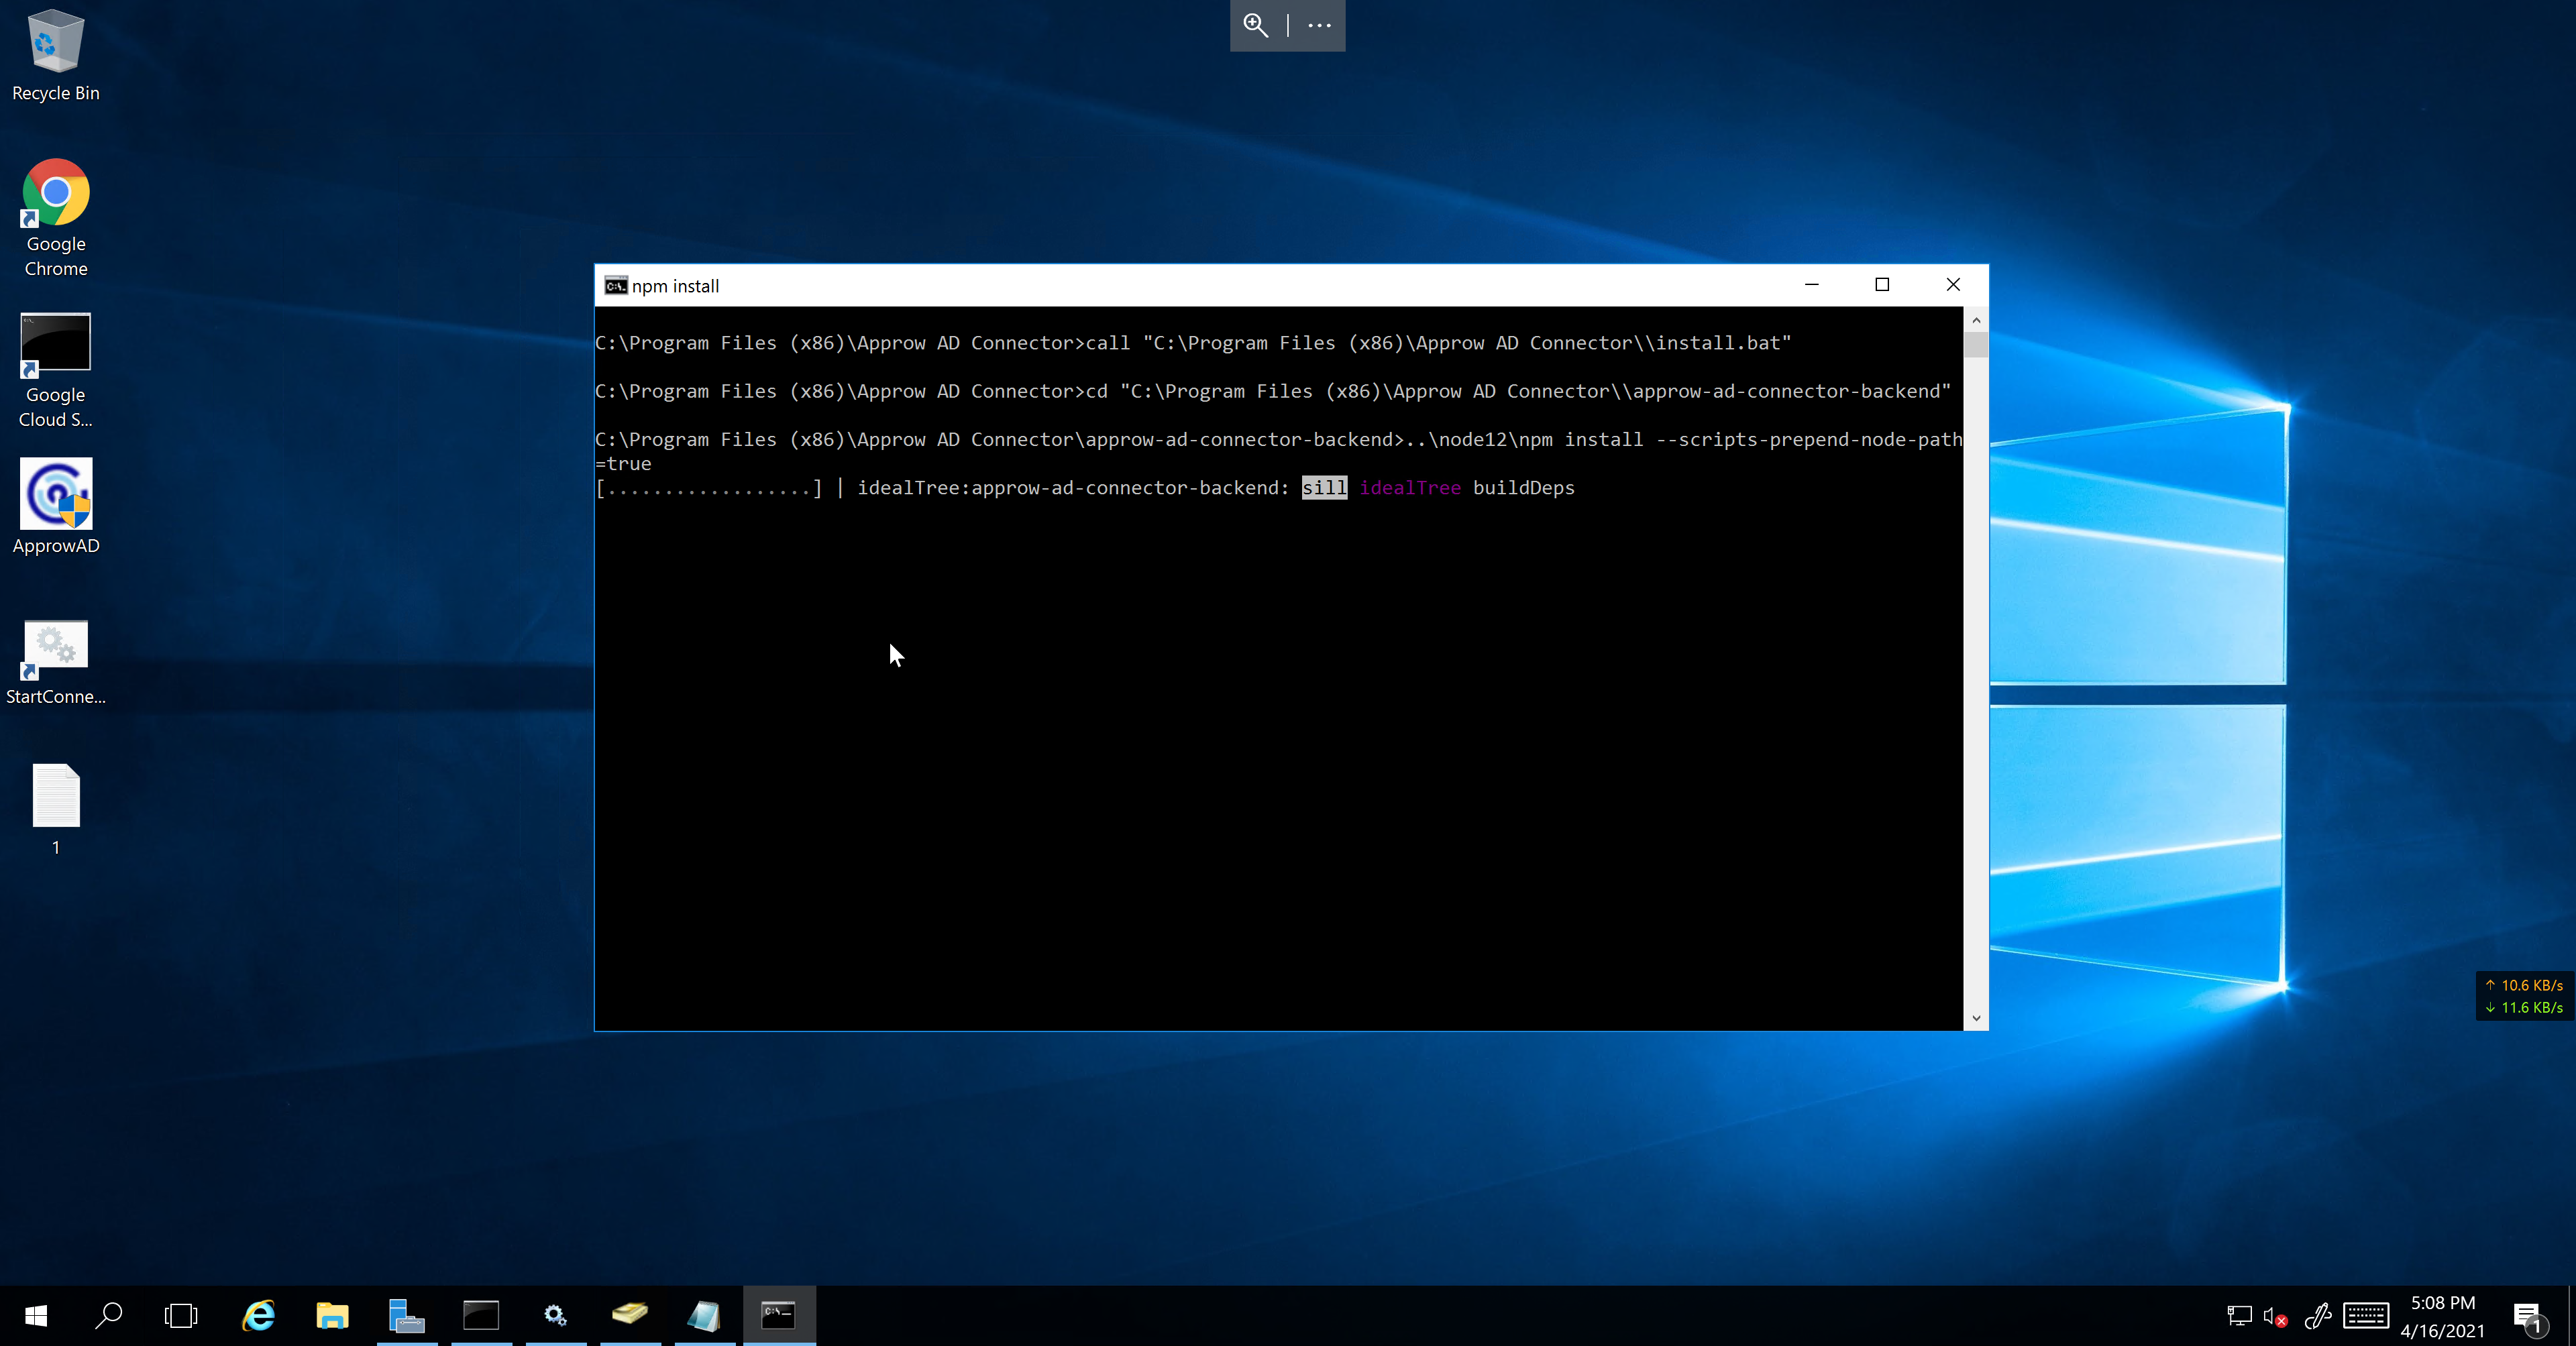 Recycle Bin
Google
Chrome
Google
Cloud S...
ApprowAD
StartConne...
1
npm install
C:\Program Files (x86)\Approw AD Connector>call "C:\Program Files (x86)\Approw AD Connector\\install.bat"
C:\Program Files (x86)\Approw AD Connector>cd "C:\Program Files (x86)\Approw AD Connector\\approw-ad-connector-backend"
C:\Program Files (x86)\Approw AD Connector\approw-ad-connector-backend>..\node12\npm install --scripts-prepend-node-path
=true
[..................] | idealTree:approw-ad-connector-backend: sill idealTree buildDeps
↑ 10.6 KB/s
↓ 11.6 KB/s
5:08 PM
4/16/2021
1